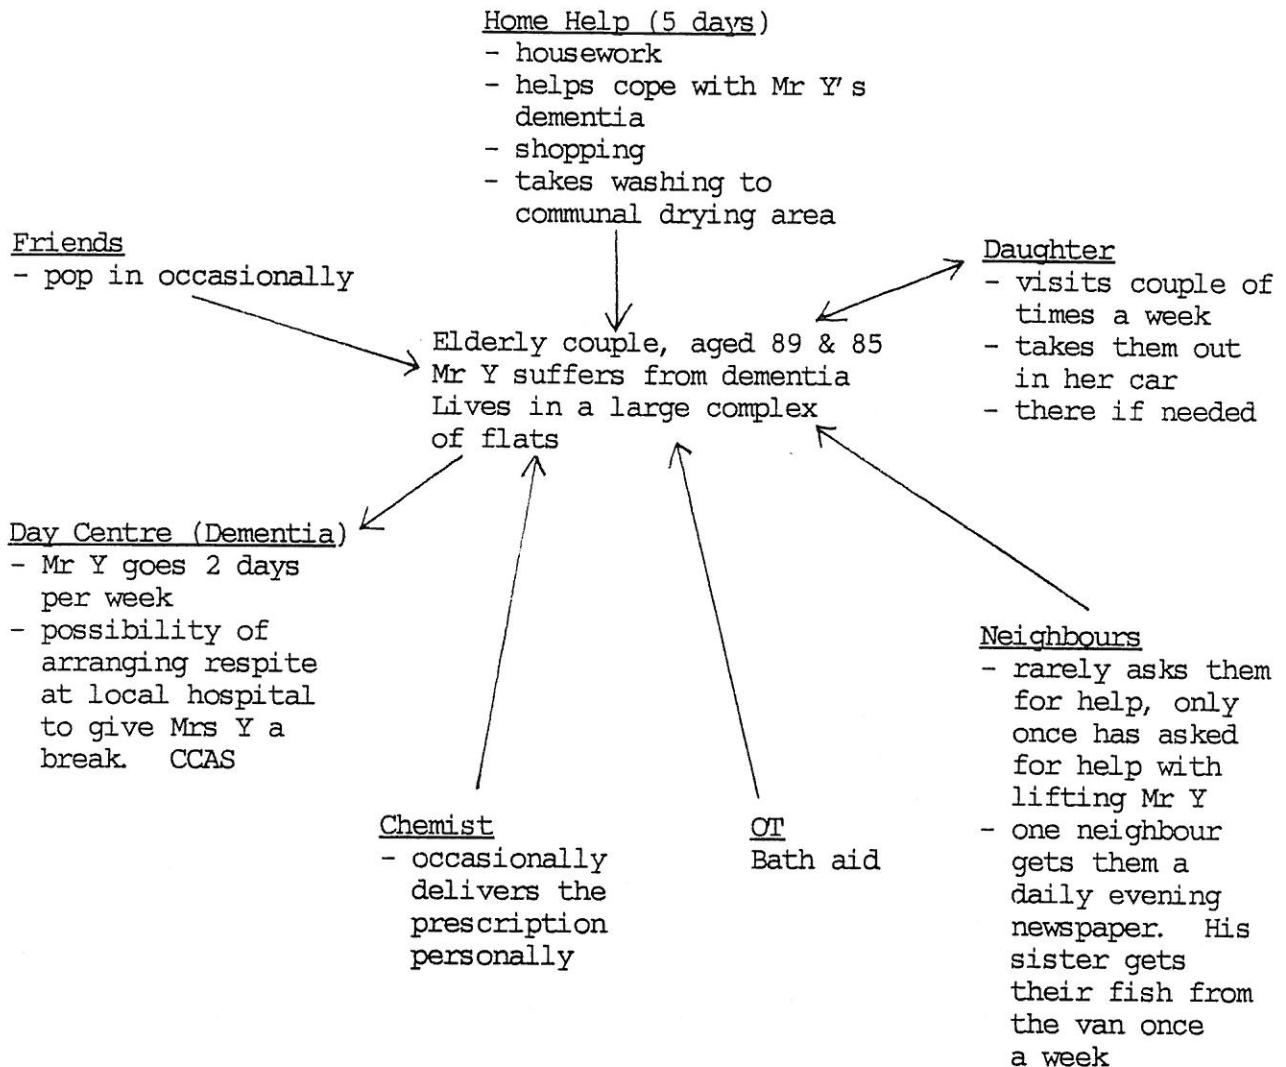 Home Help (5 days)
- housework
- helps cope with Mr Y's
dementia
- shopping
- takes washing to
communal drying area
Friends
- pop in occasionally
Daughter
- visits couple of
times a week
- takes them out
in her car
- there if needed
Elderly couple, aged 89 & 85
Mr Y suffers from dementia
Lives in a large complex
of flats
Day Centre (Dementia)
- Mr Y goes 2 days
per week
- possibility of
arranging respite
at local hospital
to give Mrs Y a
break. CCAS
Chemist
- occasionally
delivers the
prescription
personally
OT
Bath aid
Neighbours
- rarely asks them
for help, only
once has asked
for help with
lifting Mr Y
- one neighbour
gets them a
daily evening
newspaper. His
sister gets
their fish from
the van once
a week